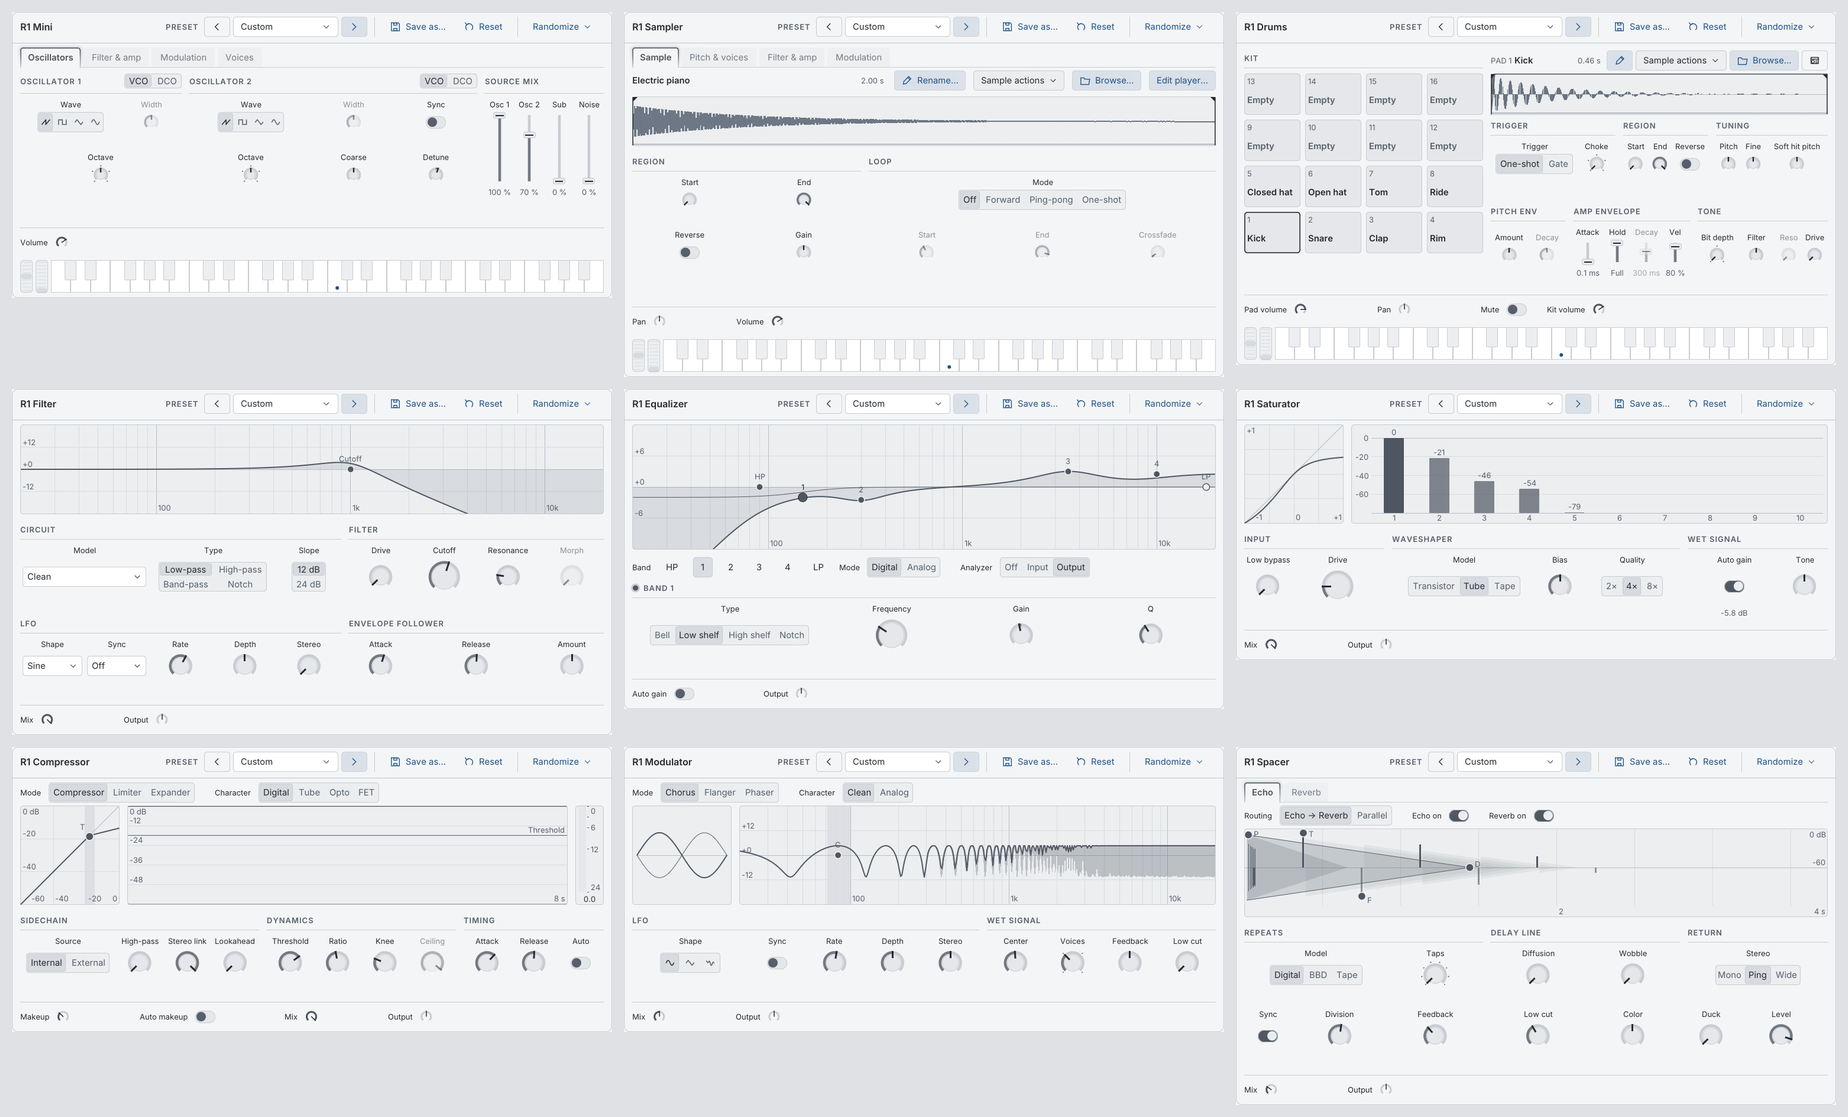 R1 Mini PRESET Custom Save as... Reset Randomize
Oscillators Filter & amp Modulation Voices
OSCILLATOR 1 VCO DCO OSCILLATOR 2 VCO DCO SOURCE MIX
Wave Width Wave Width Sync Osc 1 Osc 2 Sub Noise
Octave Octave Coarse Detune
100 % 70 % 0 % 0 %
Volume
R1 Sampler PRESET Custom Save as... Reset Randomize
Sample Pitch & voices Filter & amp Modulation
Electric piano 2.00 s Rename... Sample actions Browse... Edit player...
REGION LOOP
Start End Mode
Off Forward Ping-pong One-shot
Reverse Gain Start End Crossfade
Pan Volume
R1 Drums PRESET Custom Save as... Reset Randomize
KIT
13 14 15 16
Empty Empty Empty Empty
9 10 11 12
Empty Empty Empty Empty
5 6 7 8
Closed hat Open hat Tom Ride
1 2 3 4
Kick Snare Clap Rim
PAD 1 Kick 0.46 s Sample actions Browse...
TRIGGER REGION TUNING
Trigger Choke Start End Reverse Pitch Fine Soft hit pitch
One-shot Gate
PITCH ENV AMP ENVELOPE TONE
Amount Decay Attack Hold Decay Vel Bit depth Filter Reso Drive
0.1 ms Full 300 ms 80 %
Pad volume Pan Mute Kit volume
R1 Filter PRESET Custom Save as... Reset Randomize
+12
Cutoff
+0
-12
100 1k 10k
CIRCUIT FILTER
Model Type Slope Drive Cutoff Resonance Morph
Clean Low-pass High-pass 12 dB
Band-pass Notch 24 dB
LFO ENVELOPE FOLLOWER
Shape Sync Rate Depth Stereo Attack Release Amount
Sine Off
Mix Output
R1 Equalizer PRESET Custom Save as... Reset Randomize
+6
3 4
HP LP
+0
1 2
-6
100 1k 10k
Band HP 1 2 3 4 LP Mode Digital Analog Analyzer Off Input Output
BAND 1
Type Frequency Gain Q
Bell Low shelf High shelf Notch
Auto gain Output
R1 Saturator PRESET Custom Save as... Reset Randomize
+1
-1 0 +1
0 -20 -40 -60
0 -21 -46 -54 -79
1 2 3 4 5 6 7 8 9 10
INPUT WAVESHAPER WET SIGNAL
Low bypass Drive Model Bias Quality Auto gain Tone
Transistor Tube Tape 2× 4× 8×
-5.8 dB
Mix Output
R1 Compressor PRESET Custom Save as... Reset Randomize
Mode Compressor Limiter Expander Character Digital Tube Opto FET
0 dB
T
-20
-40
-60 -40 -20 0
0 dB
-12
Threshold
-24
-36
-48
8 s
0
-6
-12
24
0.0
SIDECHAIN DYNAMICS TIMING
Source High-pass Stereo link Lookahead Threshold Ratio Knee Ceiling Attack Release Auto
Internal External
Makeup Auto makeup Mix Output
R1 Modulator PRESET Custom Save as... Reset Randomize
Mode Chorus Flanger Phaser Character Clean Analog
+12
C
+0
-12
100 1k 10k
LFO WET SIGNAL
Shape Sync Rate Depth Stereo Center Voices Feedback Low cut
Mix Output
R1 Spacer PRESET Custom Save as... Reset Randomize
Echo Reverb
Routing Echo → Reverb Parallel Echo on Reverb on
P T 0 dB
D -60
F
2 4 s
REPEATS DELAY LINE RETURN
Model Taps Diffusion Wobble Stereo
Digital BBD Tape Mono Ping Wide
Sync Division Feedback Low cut Color Duck Level
Mix Output